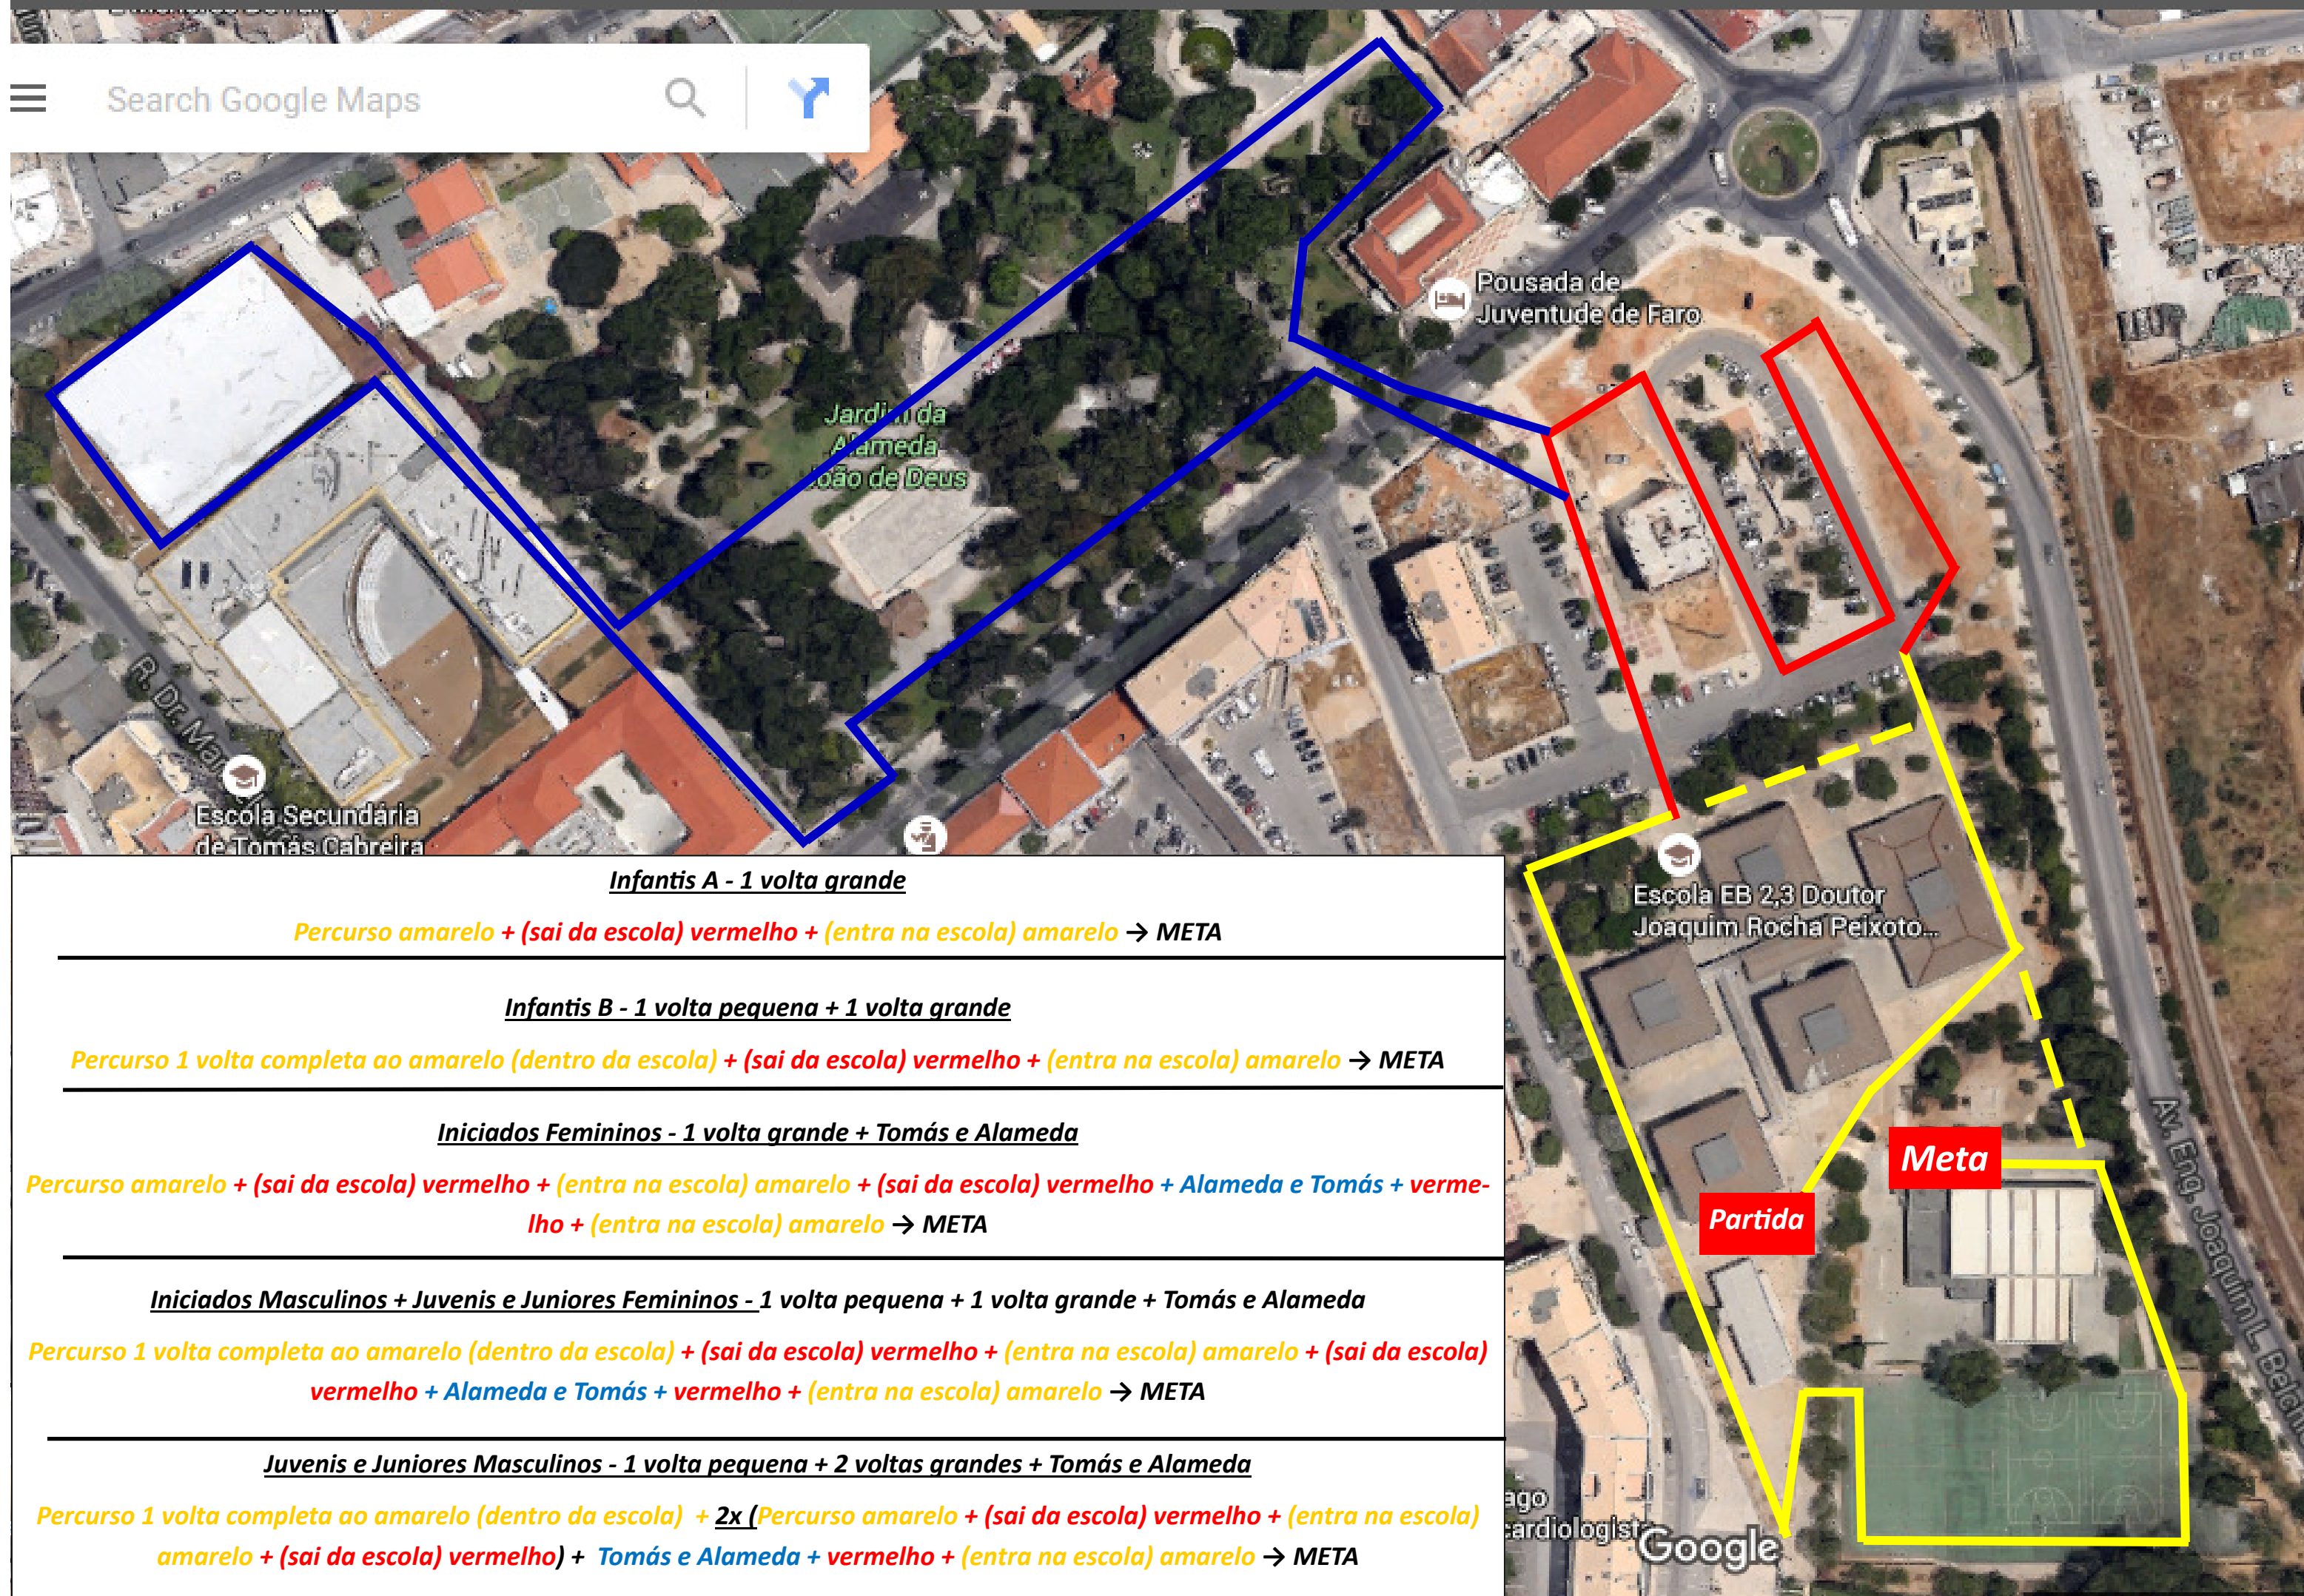 Search Google Maps
Pousada de
Juventude de Faro
Jardim da
Alameda
João de Deus
Escola Secundária
de Tomás Cabreira
Escola EB 2,3 Doutor
Joaquim Rocha Peixoto...
Meta
Partida
Av. Eng. Joaquim L. Belch
R. Dr. Ma
Infantis A - 1 volta grande
Percurso amarelo + (sai da escola) vermelho + (entra na escola) amarelo → META
Infantis B - 1 volta pequena + 1 volta grande
Percurso 1 volta completa ao amarelo (dentro da escola) + (sai da escola) vermelho + (entra na escola) amarelo → META
Iniciados Femininos - 1 volta grande + Tomás e Alameda
Percurso amarelo + (sai da escola) vermelho + (entra na escola) amarelo + (sai da escola) vermelho + Alameda e Tomás + verme-
lho + (entra na escola) amarelo → META
Iniciados Masculinos + Juvenis e Juniores Femininos - 1 volta pequena + 1 volta grande + Tomás e Alameda
Percurso 1 volta completa ao amarelo (dentro da escola) + (sai da escola) vermelho + (entra na escola) amarelo + (sai da escola)
vermelho + Alameda e Tomás + vermelho + (entra na escola) amarelo → META
Juvenis e Juniores Masculinos - 1 volta pequena + 2 voltas grandes + Tomás e Alameda
Percurso 1 volta completa ao amarelo (dentro da escola) + 2x (Percurso amarelo + (sai da escola) vermelho + (entra na escola)
amarelo + (sai da escola) vermelho) + Tomás e Alameda + vermelho + (entra na escola) amarelo → META
ago
cardiologist
Google